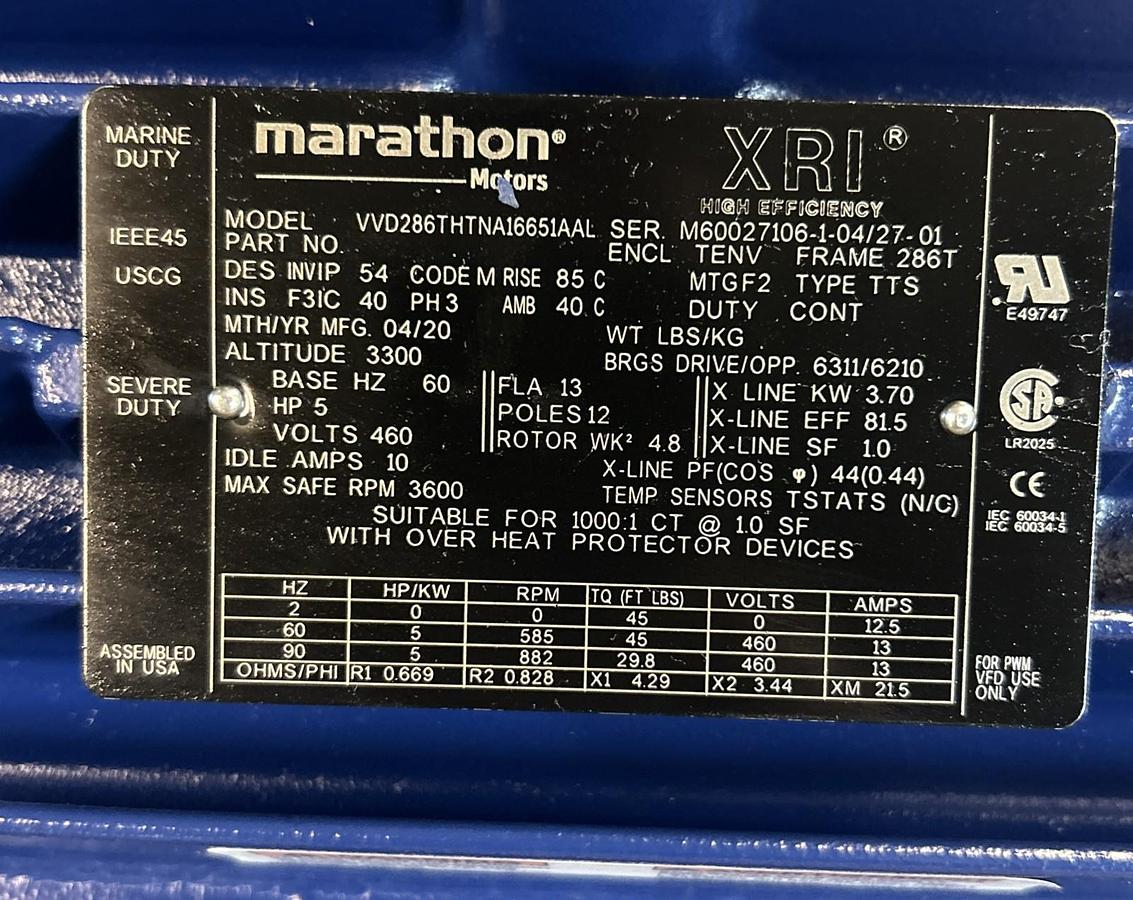 MARINE
DUTY
IEEE45
USCG
SEVERE
DUTY
ASSEMBLED
IN USA
marathon®
Motors
XRI®
HIGH EFFICIENCY
MODEL VVD286THTNA16651AAL SER. M60027106-1-04/27-01
PART NO. ENCL TENV FRAME 286T
DES INV IP 54 CODE M RISE 85 C MTG F2 TYPE TTS
INS F3 IC 40 PH 3 AMB 40 C DUTY CONT
MTH/YR MFG. 04/20 WT LBS/KG
ALTITUDE 3300 BRGS DRIVE/OPP 6311/6210
BASE HZ 60 FLA 13 X LINE KW 3.70
HP 5 POLES 12 X-LINE EFF 81.5
VOLTS 460 ROTOR WK² 4.8 X-LINE SF 1.0
IDLE AMPS 10 X-LINE PF(COS φ) 44(0.44)
MAX SAFE RPM 3600 TEMP SENSORS TSTATS (N/C)
SUITABLE FOR 1000:1 CT @ 1.0 SF
WITH OVER HEAT PROTECTOR DEVICES
HZ HP/KW RPM TQ (FT LBS) VOLTS AMPS
2 0 0 45 0 12.5
60 5 585 45 460 13
90 5 882 29.8 460 13
OHMS/PHI R1 0.669 R2 0.828 X1 4.29 X2 3.44 XM 21.5
RU
E49747
SA
LR2025
CE
IEC 60034-1
IEC 60034-5
FOR PWM
VFD USE
ONLY